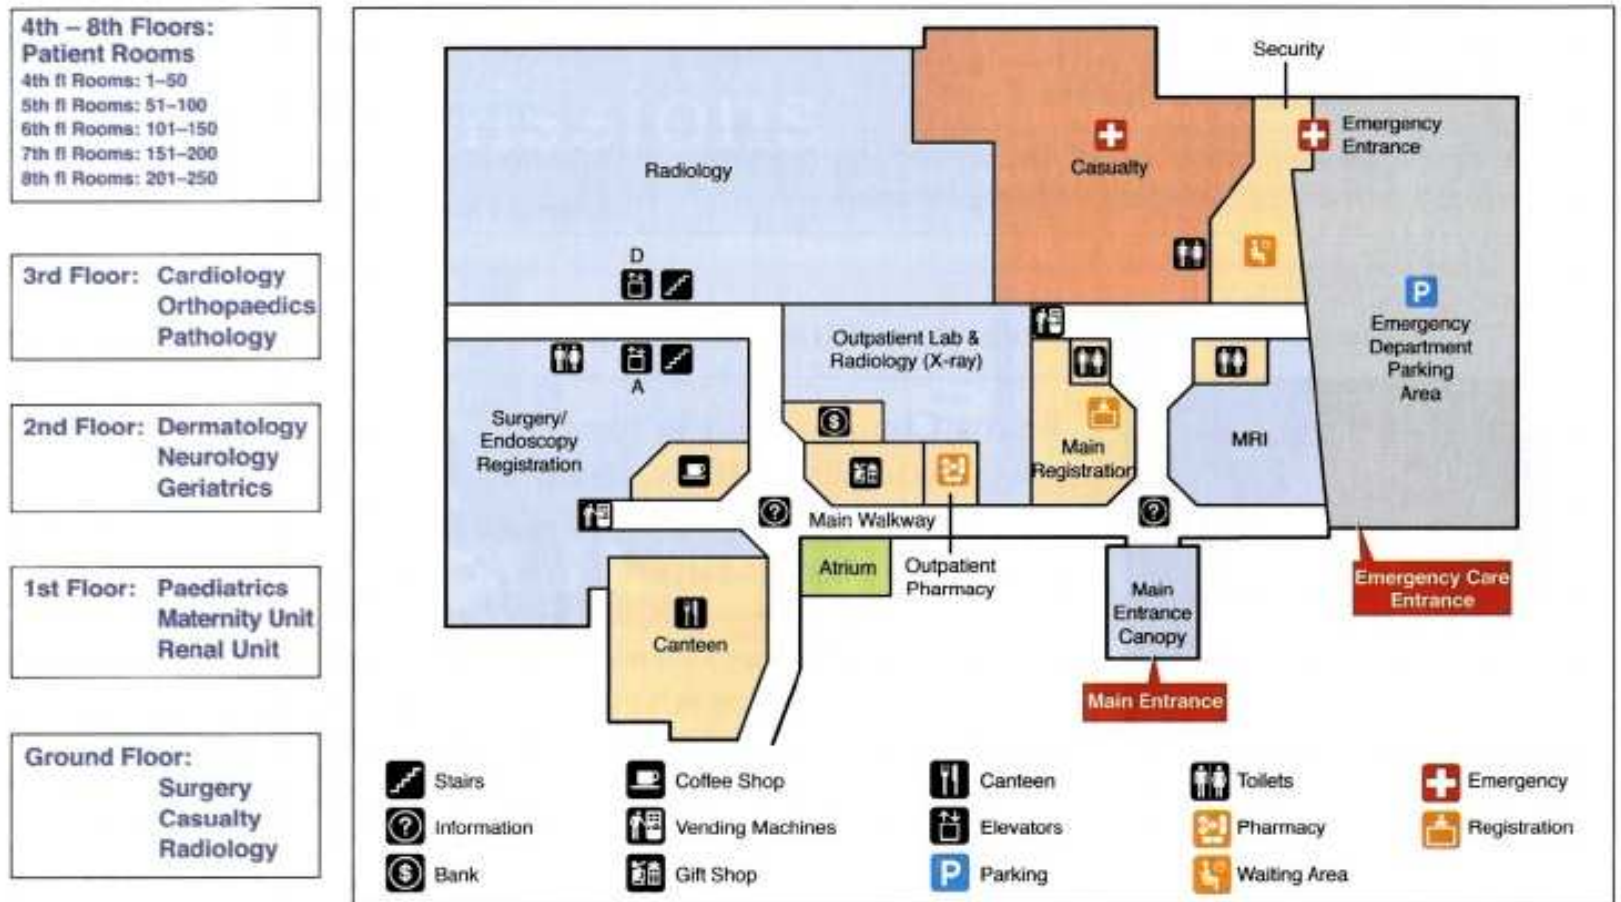 4th – 8th Floors:
Patient Rooms
4th fl Rooms: 1–50
5th fl Rooms: 51–100
6th fl Rooms: 101–150
7th fl Rooms: 151–200
8th fl Rooms: 201–250
3rd Floor: Cardiology
Orthopaedics
Pathology
2nd Floor: Dermatology
Neurology
Geriatrics
1st Floor: Paediatrics
Maternity Unit
Renal Unit
Ground Floor:
Surgery
Casualty
Radiology
Security
Emergency
Entrance
Radiology
Casualty
D
P
Emergency
Department
Parking
Area
Outpatient Lab &
Radiology (X-ray)
A
Surgery/
Endoscopy
Registration
$
Main
Registration
MRI
?
Main Walkway
?
Atrium
Outpatient
Pharmacy
Main
Entrance
Canopy
Emergency Care
Entrance
Canteen
Main Entrance
Stairs
Coffee Shop
Canteen
Toilets
Emergency
? Information
Vending Machines
Elevators
Pharmacy
Registration
$ Bank
Gift Shop
P Parking
Waiting Area